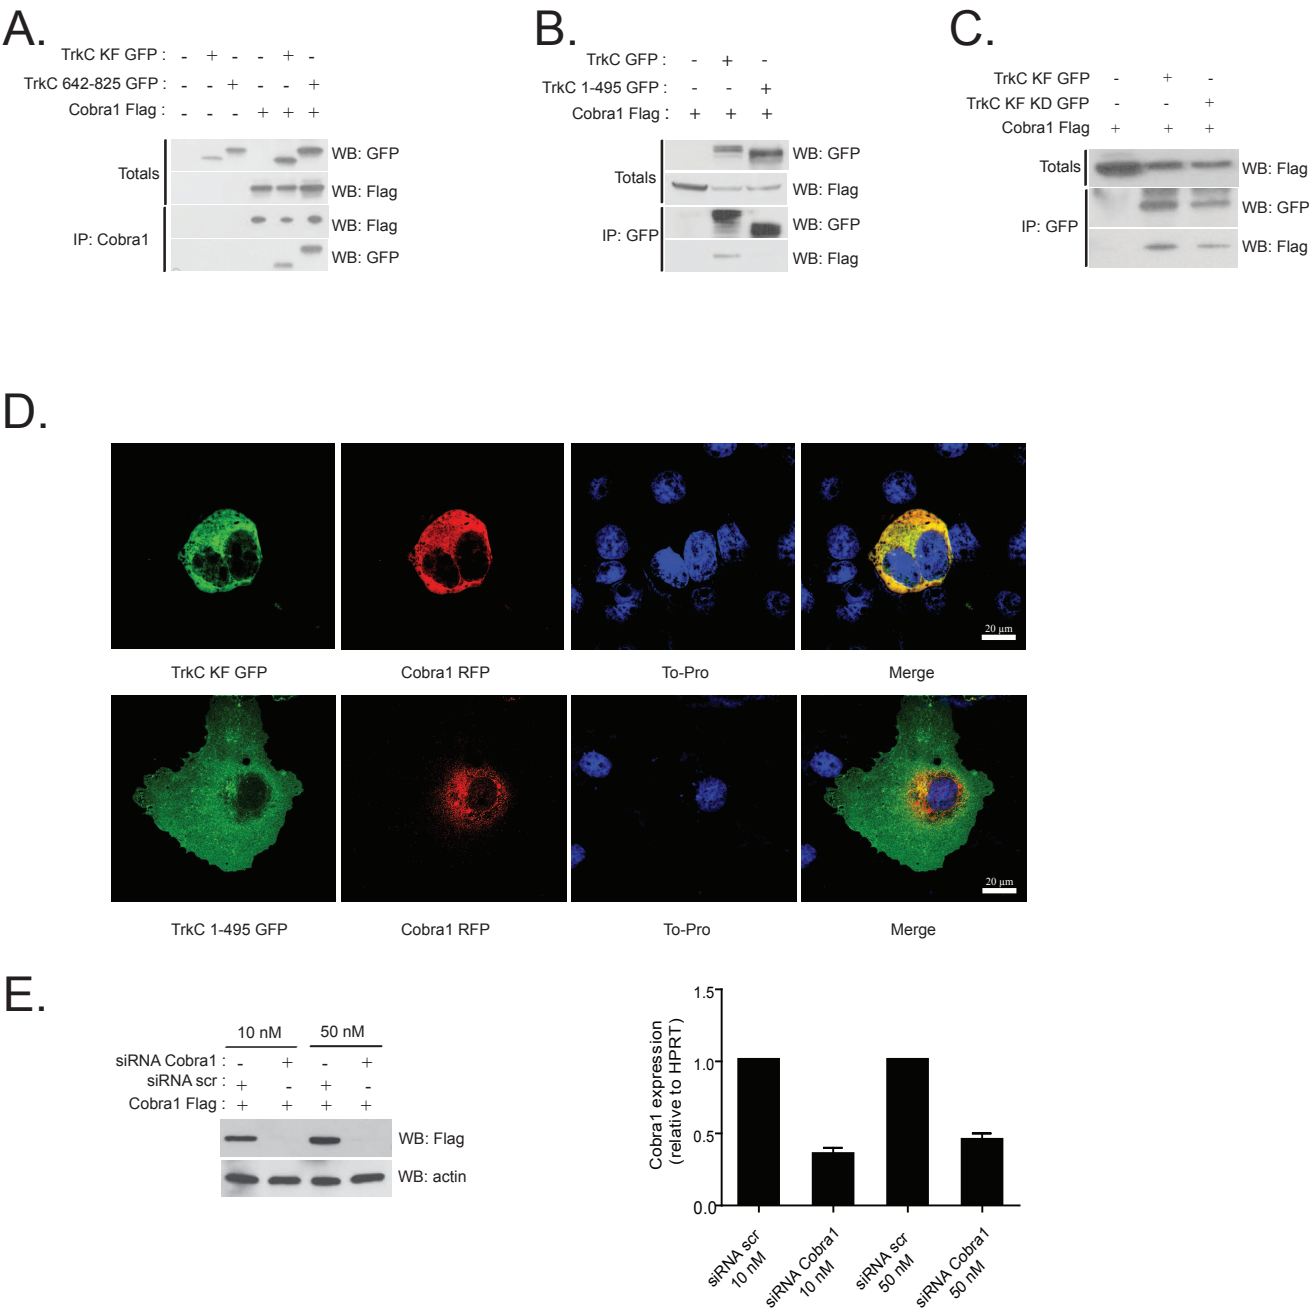 A.
TrkC KF GFP : - + - - + -
TrkC 642-825 GFP : - - + - - +
Cobra1 Flag : - - - + + +
Totals
WB: GFP
WB: Flag
IP: Cobra1
WB: Flag
WB: GFP
B.
TrkC GFP : - + -
TrkC 1-495 GFP : - - +
Cobra1 Flag : + + +
Totals
WB: GFP
WB: Flag
IP: GFP
WB: GFP
WB: Flag
C.
TrkC KF GFP - + -
TrkC KF KD GFP - - +
Cobra1 Flag + + +
Totals
WB: Flag
IP: GFP
WB: GFP
WB: Flag
D.
20 µm
TrkC KF GFP Cobra1 RFP To-Pro Merge
20 µm
TrkC 1-495 GFP Cobra1 RFP To-Pro Merge
E.
10 nM 50 nM
siRNA Cobra1 : - + - +
siRNA scr : + - + -
Cobra1 Flag : + + + +
WB: Flag
WB: actin
Cobra1 expression
(relative to HPRT)
1.5
1.0
0.5
0.0
siRNA scr
10 nM
siRNA Cobra1
10 nM
siRNA scr
50 nM
siRNA Cobra1
50 nM